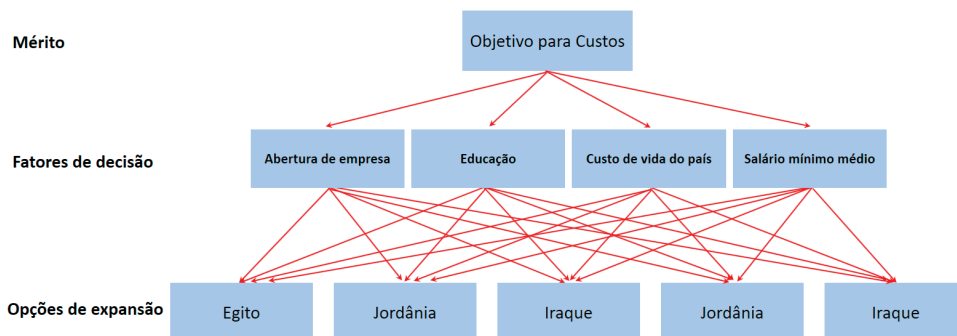 Mérito
Objetivo para Custos
Fatores de decisão
Abertura de empresa
Educação
Custo de vida do país
Salário mínimo médio
Opções de expansão
Egito
Jordânia
Iraque
Jordânia
Iraque